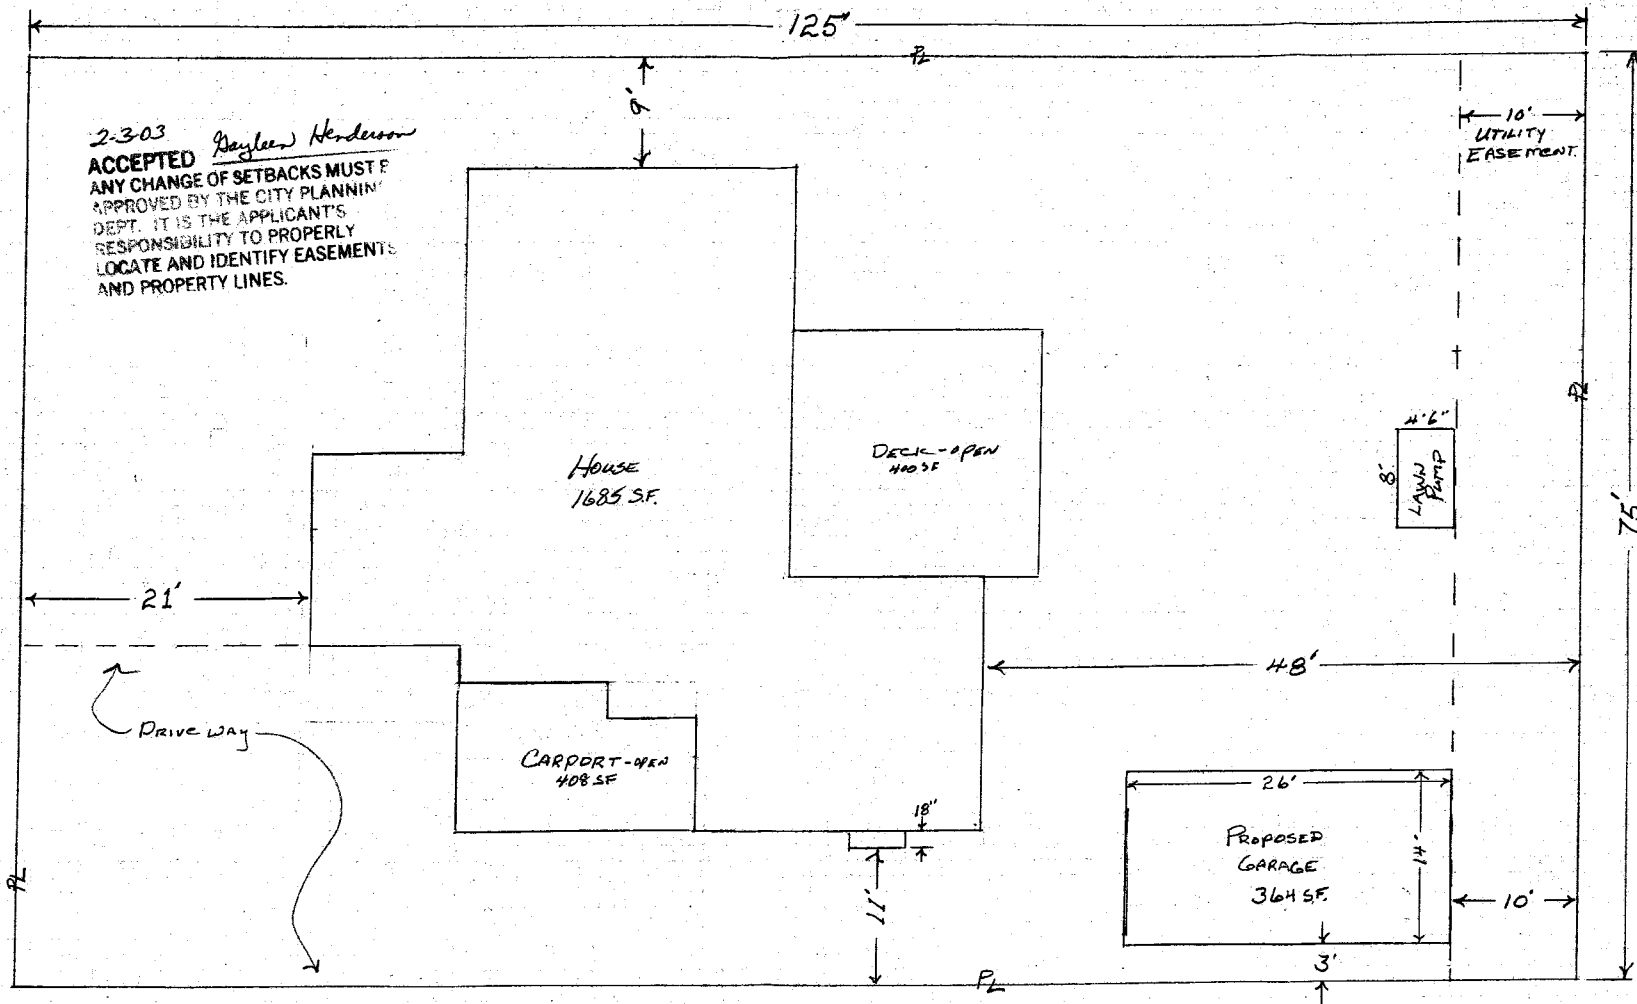 125'
PL
9'
10'
UTILITY
EASEMENT.
2-3-03 Gayleen Henderson
ACCEPTED
ANY CHANGE OF SETBACKS MUST B
APPROVED BY THE CITY PLANNIN
DEPT. IT IS THE APPLICANT'S
RESPONSIBILITY TO PROPERLY
LOCATE AND IDENTIFY EASEMENTS
AND PROPERTY LINES.
PL
4'6"
8'
LAWN
PUMP
75'
HOUSE
1685 S.F.
DECK-OPEN
400 SF
21'
48'
DRIVE WAY
CARPORT-OPEN
408 SF
18"
26'
14'
PROPOSED
GARAGE
364 S.F.
10'
11'
3'
PL
PL